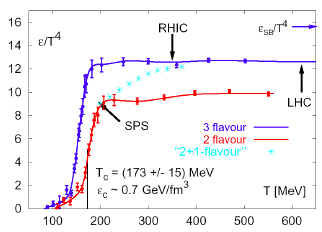 16
14
12
10
8
6
4
2
0
ε/T⁴
RHIC
ε_SB/T⁴
LHC
SPS
3 flavour
2 flavour
"2+1-flavour"
T_C = (173 +/- 15) MeV
ε_C ~ 0.7 GeV/fm³
T [MeV]
100 200 300 400 500 600